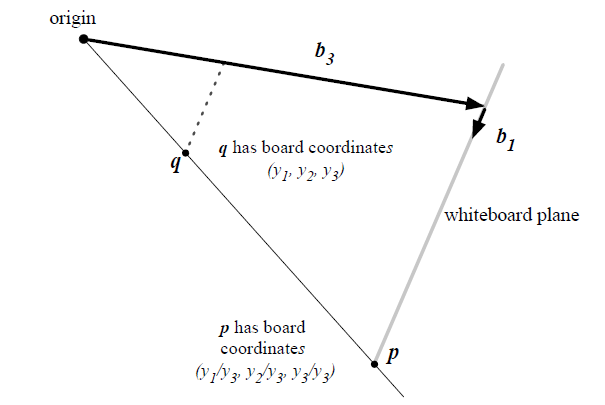 origin
b3
b1
q
q has board coordinates
(y1, y2, y3)
whiteboard plane
p has board
coordinates
(y1/y3, y2/y3, y3/y3)
p